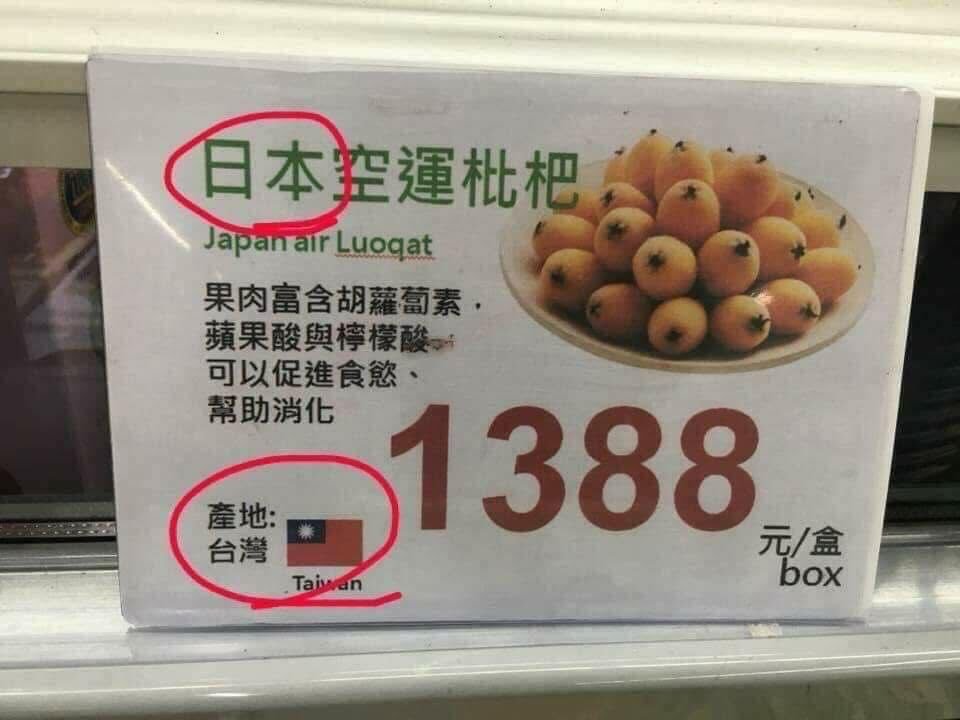 日本空運枇杷
Japan air Luoqat
果肉富含胡蘿蔔素，
蘋果酸與檸檬酸
可以促進食慾、
幫助消化
1388
元/盒
box
產地:
台灣
Taiwan